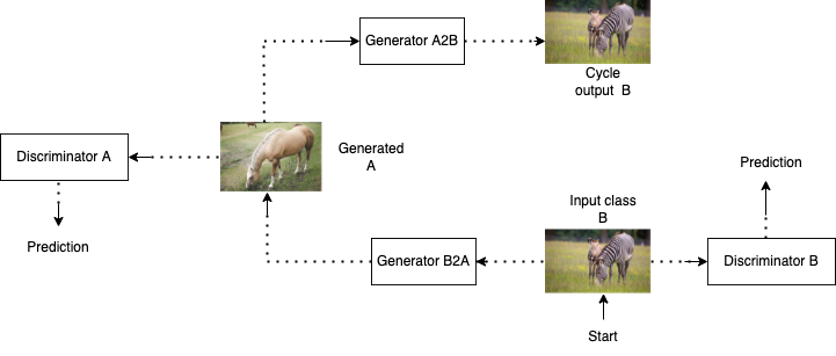 Generator A2B
Cycle
output B
Discriminator A
Generated
A
Prediction
Input class
B
Prediction
Generator B2A
Discriminator B
Start